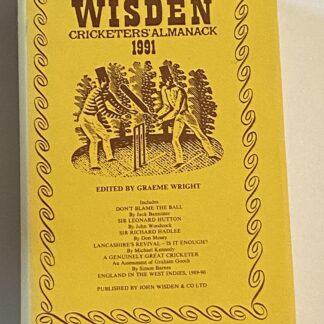 WISDEN
CRICKETERS' ALMANACK
1991
EDITED BY GRAEME WRIGHT
Includes
DON'T BLAME THE BALL
By Jack Bannister
SIR LEONARD HUTTON
By John Woodcock
SIR RICHARD HADLEE
By Don Mosey
LANCASHIRE'S REVIVAL – IS IT ENOUGH?
By Michael Kennedy
A GENUINELY GREAT CRICKETER
An Assessment of Graham Gooch
By Simon Barnes
ENGLAND IN THE WEST INDIES, 1989-90
PUBLISHED BY JOHN WISDEN & CO LTD